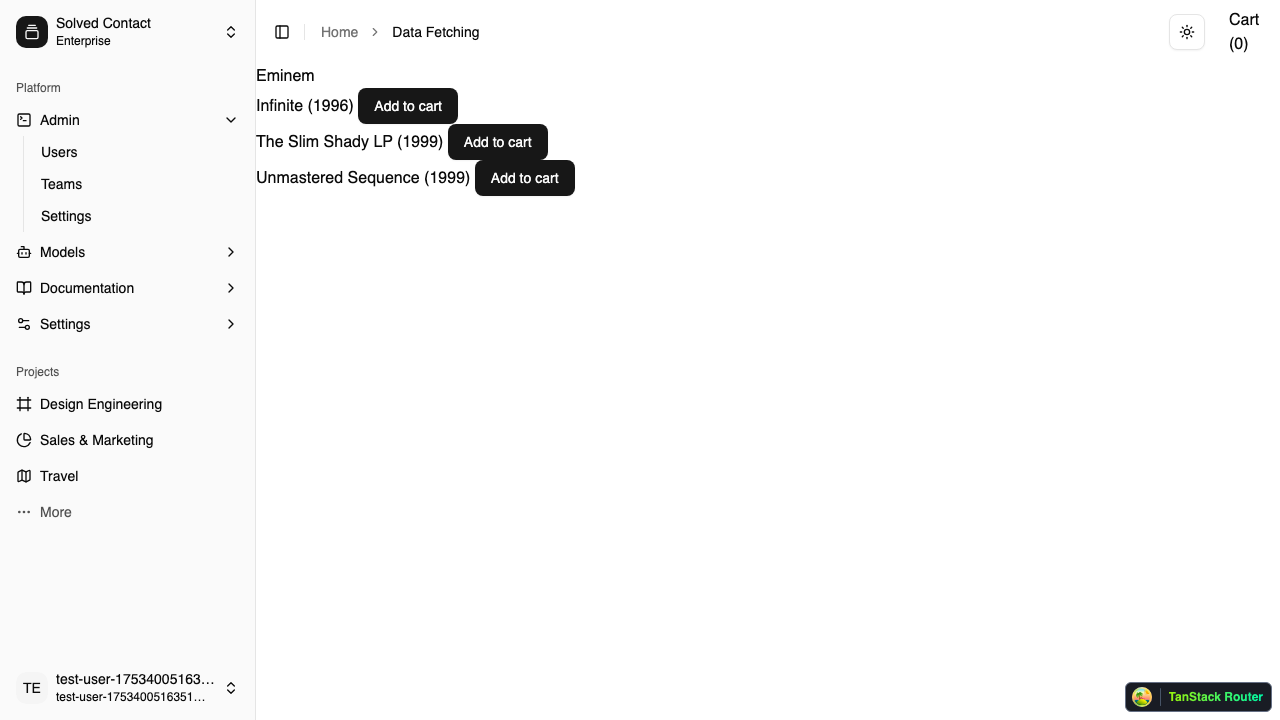 Solved Contact
Enterprise
Platform
Admin
Users
Teams
Settings
Models
Documentation
Settings
Projects
Design Engineering
Sales & Marketing
Travel
More
TE
test-user-17534005163...
test-user-1753400516351...
Home
Data Fetching
Cart
(0)
Eminem
Infinite (1996) Add to cart
The Slim Shady LP (1999) Add to cart
Unmastered Sequence (1999) Add to cart
TanStack Router